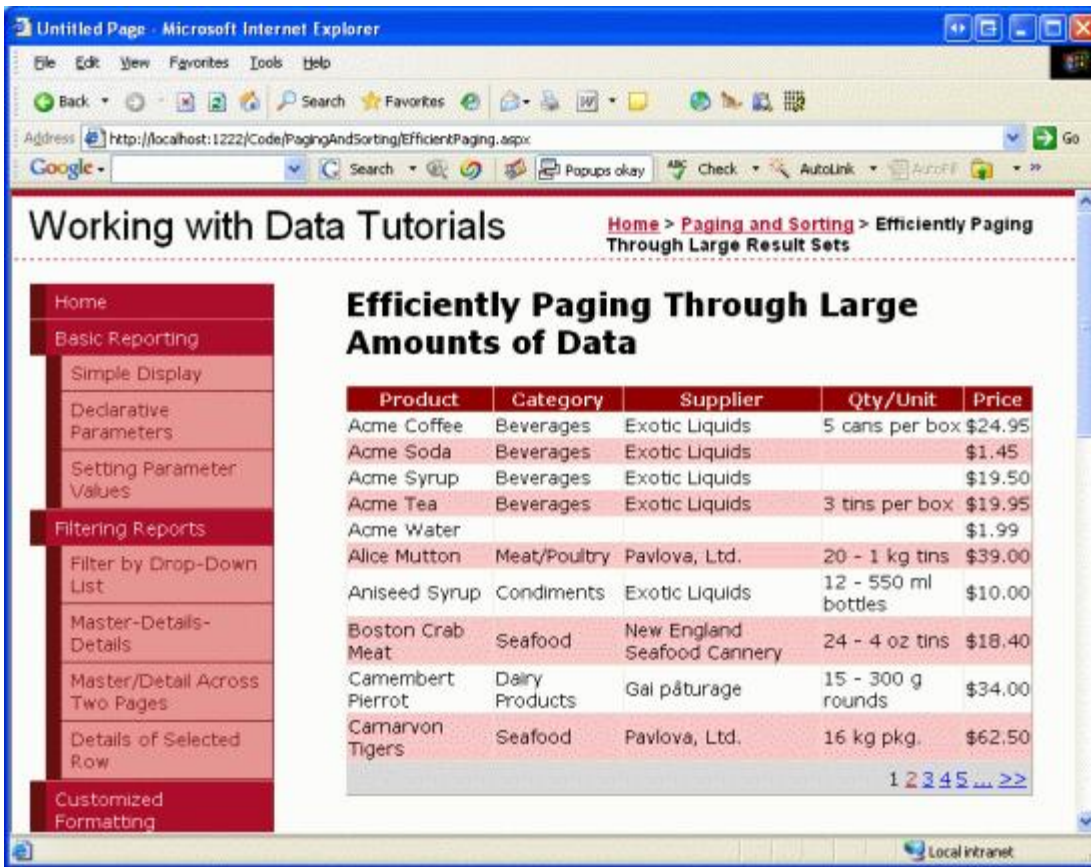 Untitled Page - Microsoft Internet Explorer
File Edit View Favorites Tools Help
Back Search Favorites
Address http://localhost:1222/Code/PagingAndSorting/EfficientPaging.aspx Go
Google Search Popups okay Check AutoLink AutoFill
Working with Data Tutorials
Home > Paging and Sorting > Efficiently Paging
Through Large Result Sets
Home
Basic Reporting
Simple Display
Declarative
Parameters
Setting Parameter
Values
Filtering Reports
Filter by Drop-Down
List
Master-Details-
Details
Master/Detail Across
Two Pages
Details of Selected
Row
Customized
Formatting
Efficiently Paging Through Large
Amounts of Data
Product Category Supplier Qty/Unit Price
Acme Coffee Beverages Exotic Liquids 5 cans per box $24.95
Acme Soda Beverages Exotic Liquids $1.45
Acme Syrup Beverages Exotic Liquids $19.50
Acme Tea Beverages Exotic Liquids 3 tins per box $19.95
Acme Water $1.99
Alice Mutton Meat/Poultry Pavlova, Ltd. 20 - 1 kg tins $39.00
Aniseed Syrup Condiments Exotic Liquids 12 - 550 ml
bottles $10.00
Boston Crab
Meat Seafood New England
Seafood Cannery 24 - 4 oz tins $18.40
Camembert
Pierrot Dairy
Products Gai pâturage 15 - 300 g
rounds $34.00
Carnarvon
Tigers Seafood Pavlova, Ltd. 16 kg pkg. $62.50
1 2 3 4 5 ... >>
Local intranet